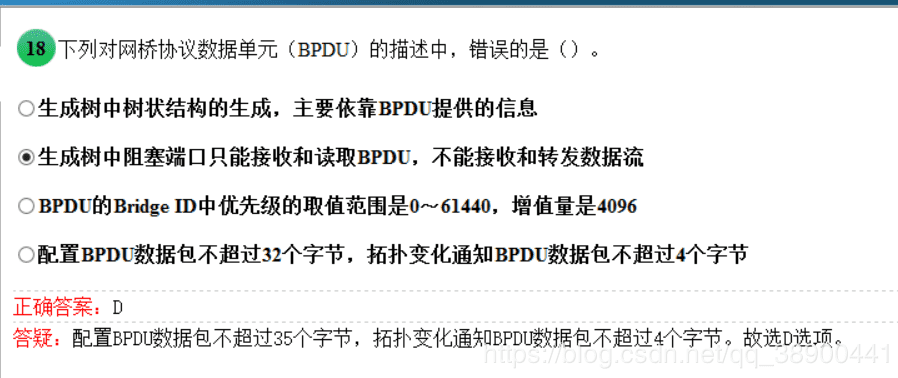 18 下列对网桥协议数据单元（BPDU）的描述中，错误的是（）。
生成树中树状结构的生成，主要依靠BPDU提供的信息
生成树中阻塞端口只能接收和读取BPDU，不能接收和转发数据流
BPDU的Bridge ID中优先级的取值范围是0～61440，增值量是4096
配置BPDU数据包不超过32个字节，拓扑变化通知BPDU数据包不超过4个字节
正确答案：D
答疑：配置BPDU数据包不超过35个字节，拓扑变化通知BPDU数据包不超过4个字节。故选D选项。
https://blog.csdn.net/qq_38900441